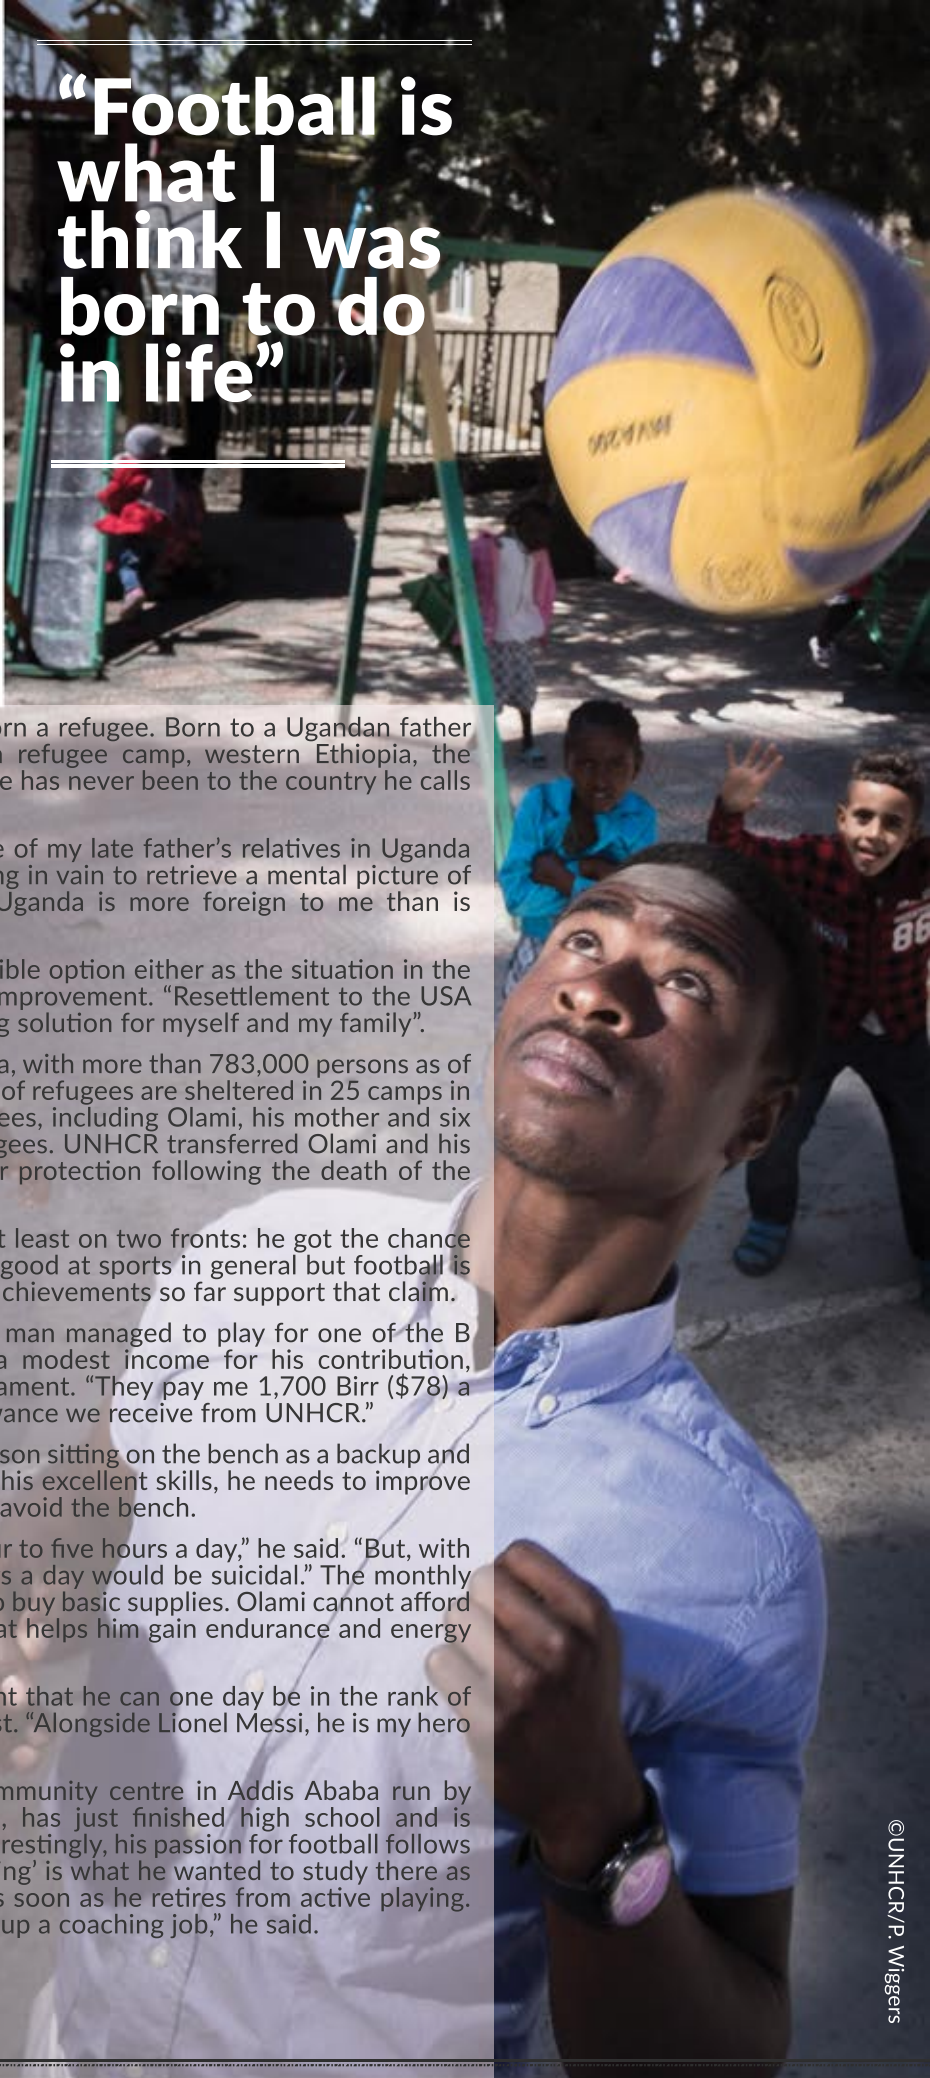 “Football is
what I
think I was
born to do
in life”
MVA200
86
orn a refugee. Born to a Ugandan father
refugee camp, western Ethiopia, the
e has never been to the country he calls
e of my late father’s relatives in Uganda
ng in vain to retrieve a mental picture of
Uganda is more foreign to me than is
ible option either as the situation in the
mprovement. “Resettlement to the USA
g solution for myself and my family”.
a, with more than 783,000 persons as of
of refugees are sheltered in 25 camps in
ees, including Olami, his mother and six
gees. UNHCR transferred Olami and his
r protection following the death of the
t least on two fronts: he got the chance
good at sports in general but football is
chievements so far support that claim.
man managed to play for one of the B
a modest income for his contribution,
ament. “They pay me 1,700 Birr ($78) a
vance we receive from UNHCR.”
son sitting on the bench as a backup and
his excellent skills, he needs to improve
avoid the bench.
ur to five hours a day,” he said. “But, with
s a day would be suicidal.” The monthly
o buy basic supplies. Olami cannot afford
at helps him gain endurance and energy
nt that he can one day be in the rank of
st. “Alongside Lionel Messi, he is my hero
mmunity centre in Addis Ababa run by
, has just finished high school and is
restingly, his passion for football follows
ing’ is what he wanted to study there as
s soon as he retires from active playing.
up a coaching job,” he said.
©UNHCR/P. Wiggers